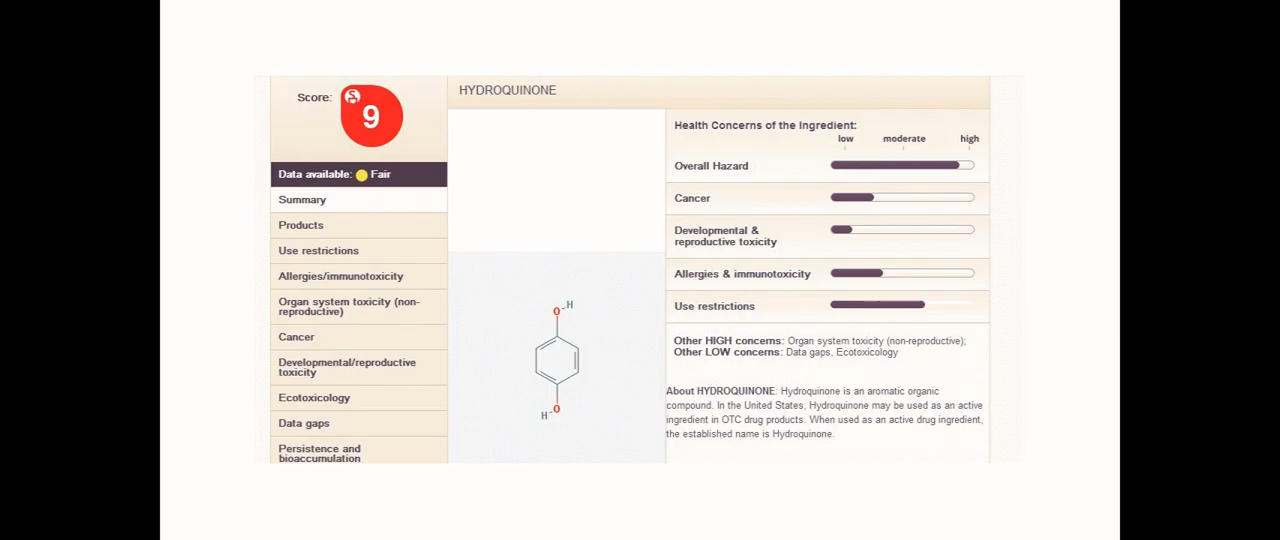 Score:
9
HYDROQUINONE
Data available: Fair
Summary
Products
Use restrictions
Allergies/immunotoxicity
Organ system toxicity (non-
reproductive)
Cancer
Developmental/reproductive
toxicity
Ecotoxicology
Data gaps
Persistence and
bioaccumulation
H
O
O
H
Health Concerns of the Ingredient:
low moderate high
Overall Hazard
Cancer
Developmental &
reproductive toxicity
Allergies & immunotoxicity
Use restrictions
Other HIGH concerns: Organ system toxicity (non-reproductive);
Other LOW concerns: Data gaps, Ecotoxicology
About HYDROQUINONE: Hydroquinone is an aromatic organic
compound. In the United States, Hydroquinone may be used as an active
ingredient in OTC drug products. When used as an active drug ingredient,
the established name is Hydroquinone.